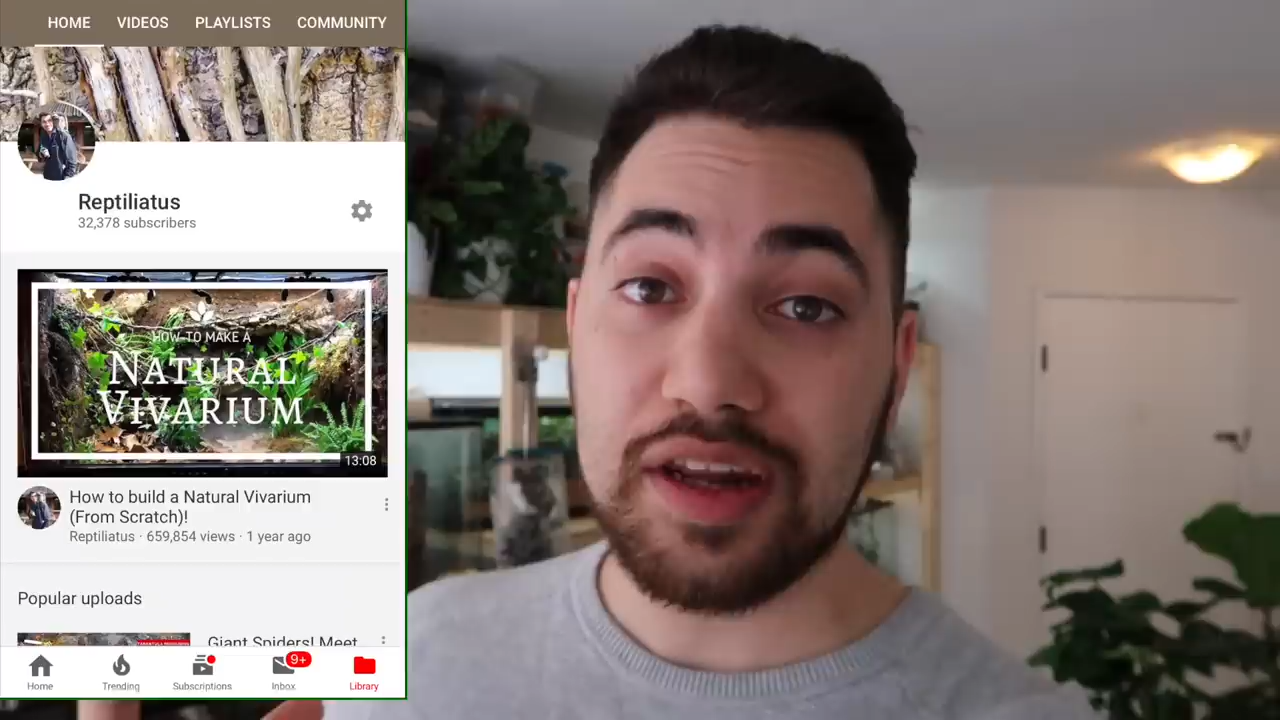 HOME VIDEOS PLAYLISTS COMMUNITY
Reptiliatus
32,378 subscribers
HOW TO MAKE A
NATURAL
VIVARIUM
13:08
How to build a Natural Vivarium
(From Scratch)!
Reptiliatus · 659,854 views · 1 year ago
Popular uploads
Giant Spiders! Meet
9+
Home Trending Subscriptions Inbox Library